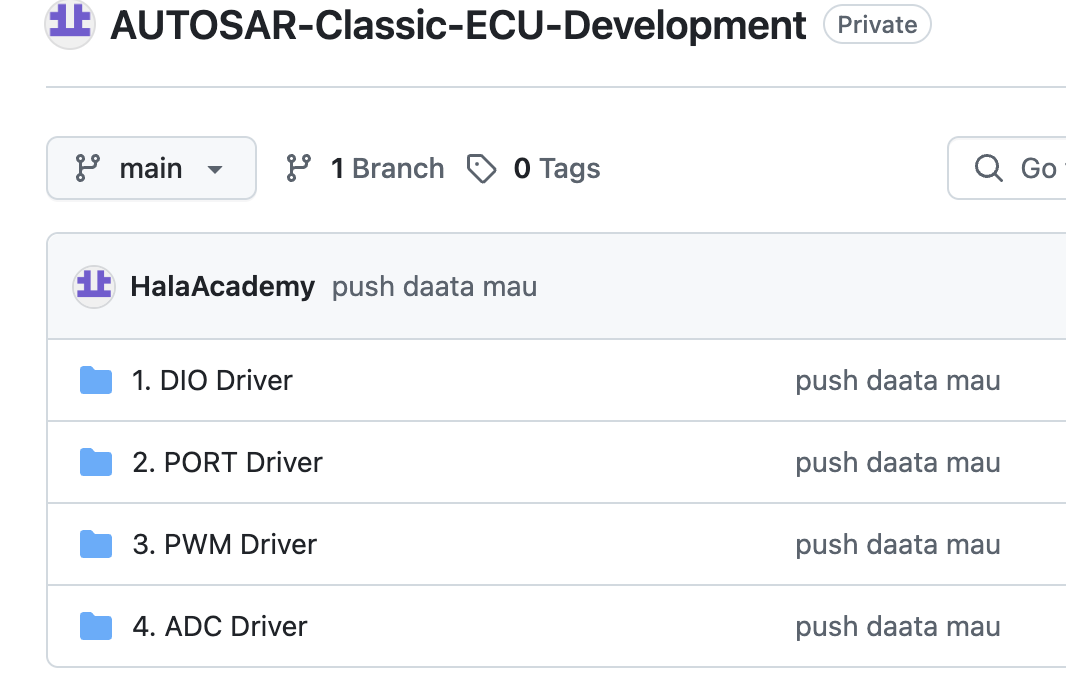 AUTOSAR-Classic-ECU-Development Private
main 1 Branch 0 Tags Go
HalaAcademy push daata mau
1. DIO Driver push daata mau
2. PORT Driver push daata mau
3. PWM Driver push daata mau
4. ADC Driver push daata mau